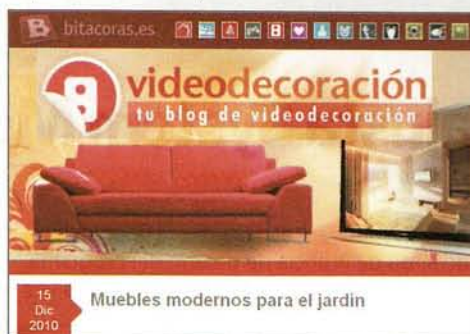 bitacoras.es
videodecoración
tu blog de videodecoración
15
Dic
2010
Muebles modernos para el jardin